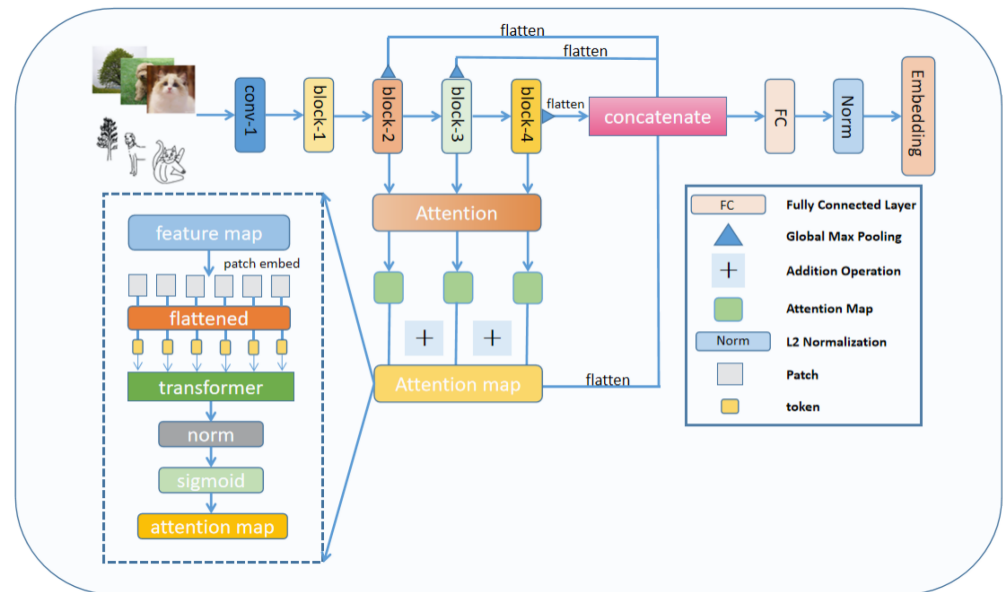 flatten
flatten
conv-1
block-1
block-2
block-3
block-4
flatten
concatenate
FC
Norm
Embedding
Attention
+
+
Attention map
flatten
feature map
patch embed
flattened
transformer
norm
sigmoid
attention map
FC
Fully Connected Layer
Global Max Pooling
+
Addition Operation
Attention Map
Norm
L2 Normalization
Patch
token